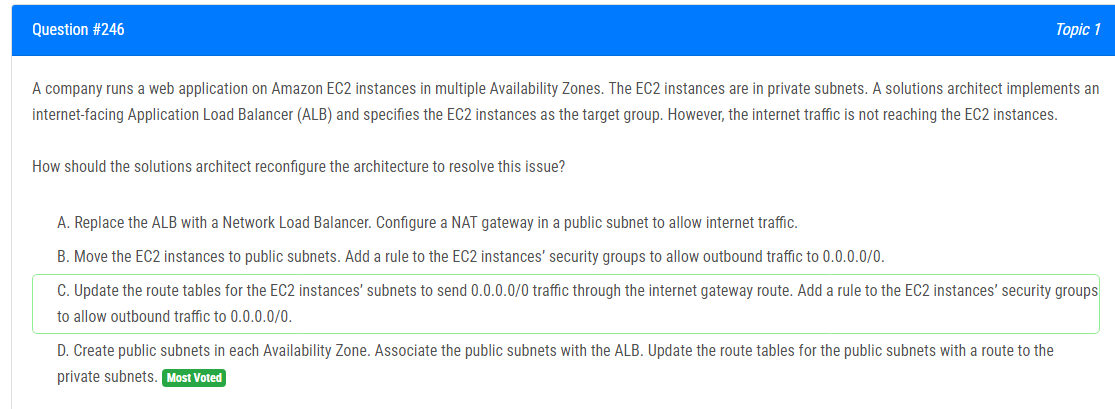 Question #246
Topic 1
A company runs a web application on Amazon EC2 instances in multiple Availability Zones. The EC2 instances are in private subnets. A solutions architect implements an
internet-facing Application Load Balancer (ALB) and specifies the EC2 instances as the target group. However, the internet traffic is not reaching the EC2 instances.
How should the solutions architect reconfigure the architecture to resolve this issue?
A. Replace the ALB with a Network Load Balancer. Configure a NAT gateway in a public subnet to allow internet traffic.
B. Move the EC2 instances to public subnets. Add a rule to the EC2 instances’ security groups to allow outbound traffic to 0.0.0.0/0.
C. Update the route tables for the EC2 instances’ subnets to send 0.0.0.0/0 traffic through the internet gateway route. Add a rule to the EC2 instances’ security groups
to allow outbound traffic to 0.0.0.0/0.
D. Create public subnets in each Availability Zone. Associate the public subnets with the ALB. Update the route tables for the public subnets with a route to the
private subnets. Most Voted